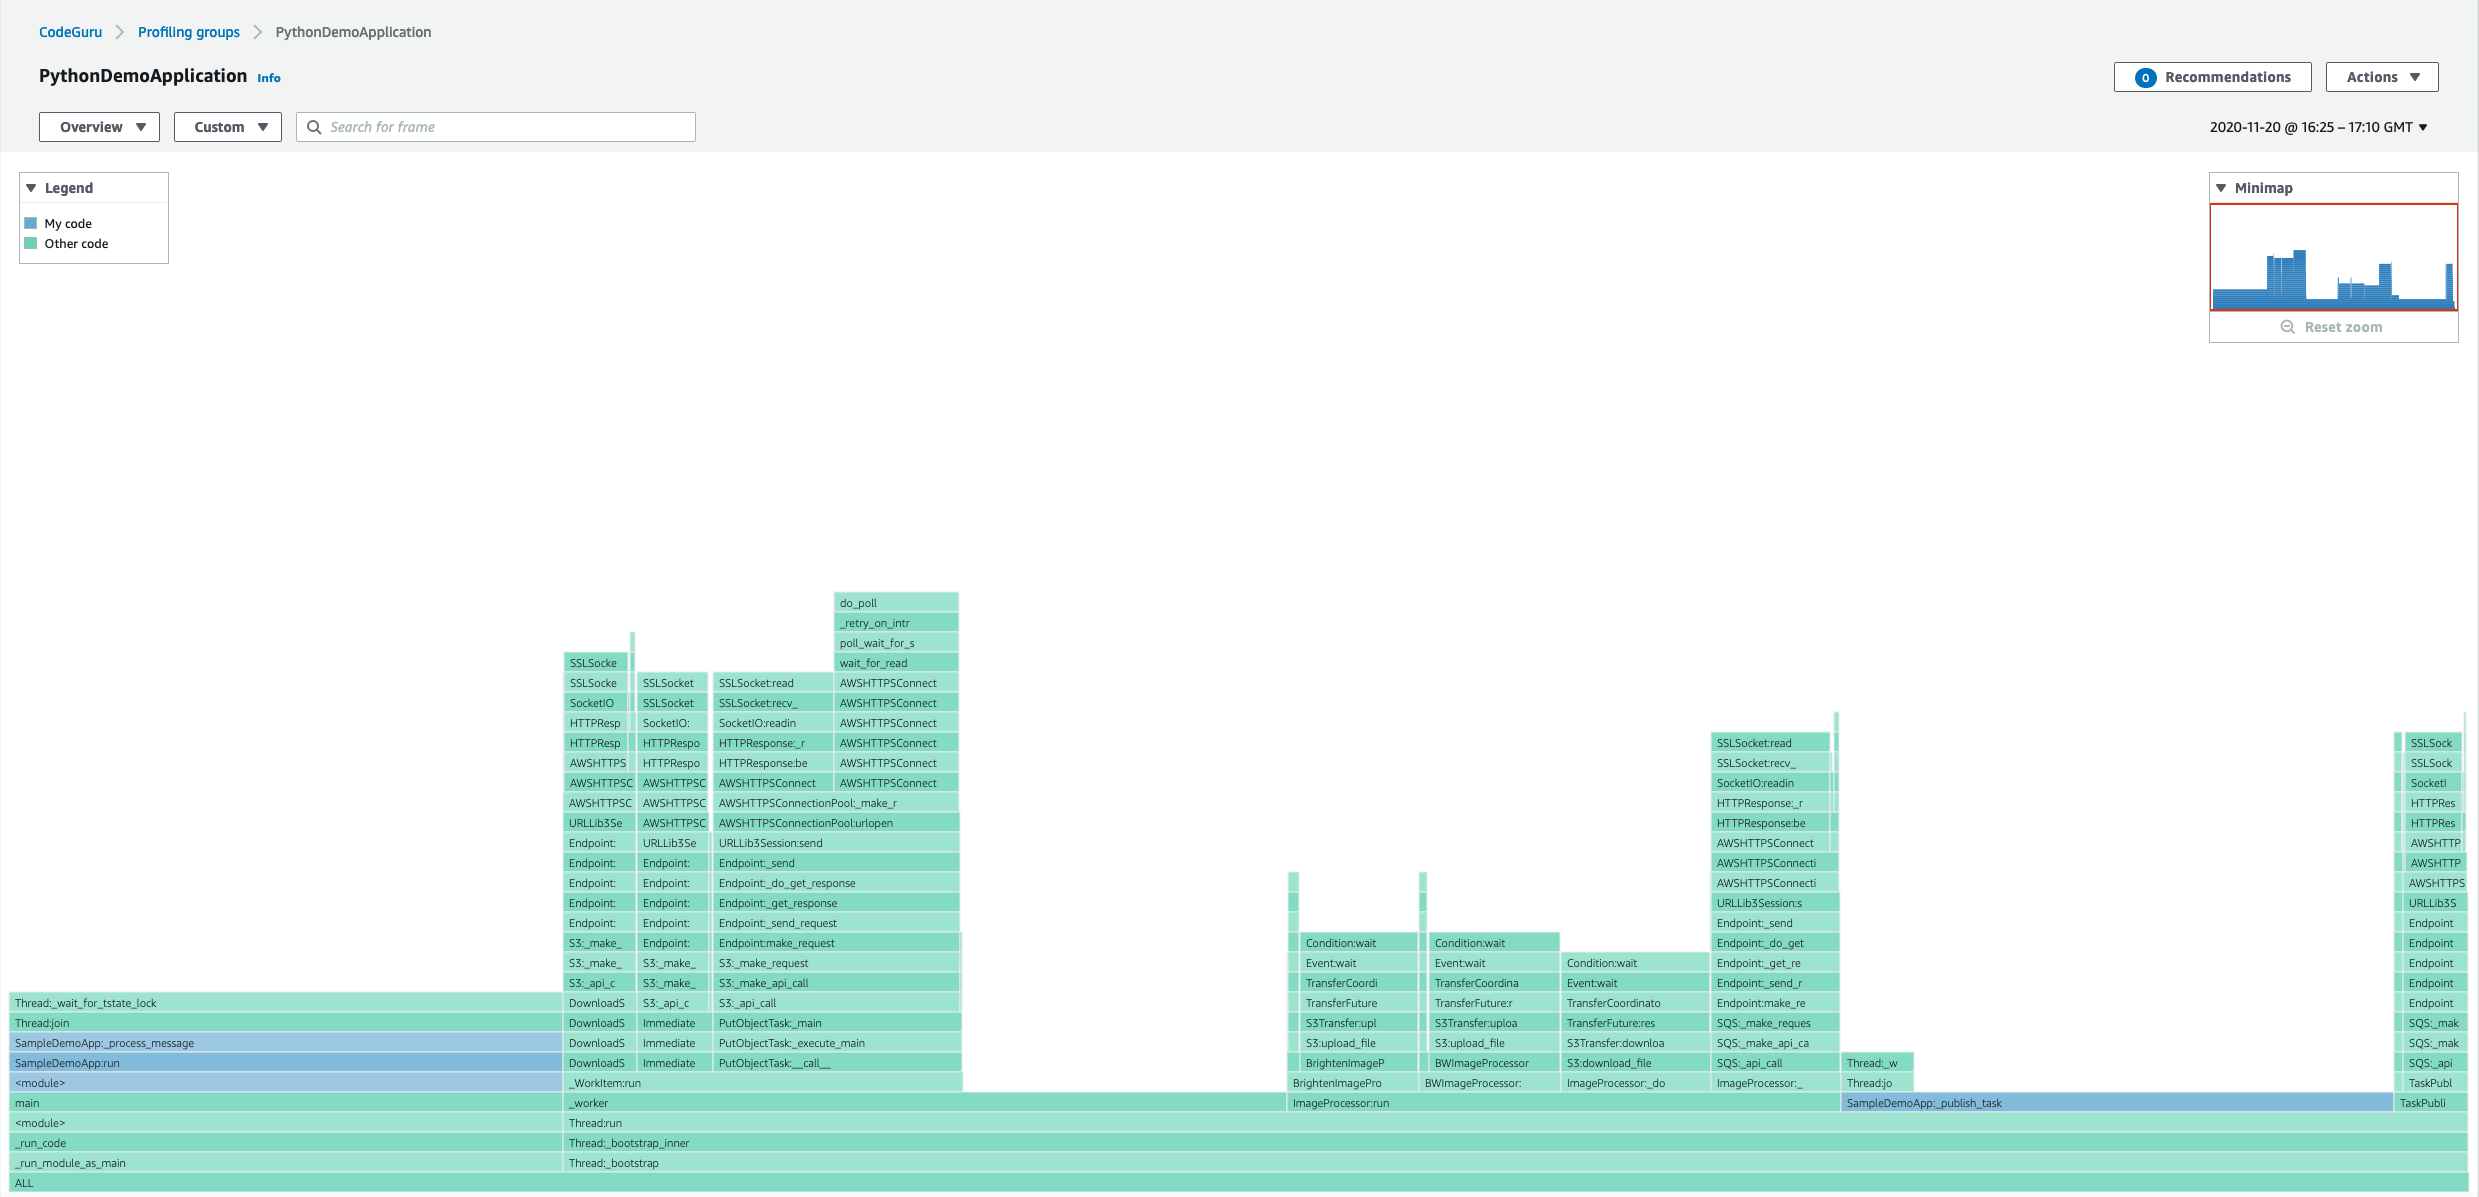 CodeGuru > Profiling groups > PythonDemoApplication
PythonDemoApplication Info
0 Recommendations Actions
Overview Custom Search for frame 2020-11-20 @ 16:25 – 17:10 GMT
Legend
My code
Other code
Minimap
Reset zoom
do_poll
_retry_on_intr
poll_wait_for_s
SSLSocke wait_for_read
SSLSocke SSLSocket SSLSocket:read AWSHTTPSConnect
SocketIO SSLSocket SSLSocket:recv_ AWSHTTPSConnect
HTTPResp SocketIO: SocketIO:readin AWSHTTPSConnect
HTTPResp HTTPRespo HTTPResponse:_r AWSHTTPSConnect SSLSocket:read SSLSock
AWSHTTPS HTTPRespo HTTPResponse:be AWSHTTPSConnect SSLSocket:recv_ SSLSock
AWSHTTPSC AWSHTTPSC AWSHTTPSConnect AWSHTTPSConnect SocketIO:readin SocketI
AWSHTTPSC AWSHTTPSC AWSHTTPSConnectionPool:_make_r HTTPResponse:_r HTTPRes
URLLib3Se AWSHTTPSC AWSHTTPSConnectionPool:urlopen HTTPResponse:be HTTPRes
Endpoint: URLLib3Se URLLib3Session:send AWSHTTPSConnect AWSHTTP
Endpoint: Endpoint: Endpoint:_send AWSHTTPSConnecti AWSHTTP
Endpoint: Endpoint: Endpoint:_do_get_response AWSHTTPSConnecti AWSHTTPS
Endpoint: Endpoint: Endpoint:_get_response URLLib3Session:s URLLib3S
Endpoint: Endpoint: Endpoint:_send_request Endpoint:_send Endpoint
S3:_make_ Endpoint: Endpoint:make_request Condition:wait Condition:wait Endpoint:_do_get Endpoint
S3:_make_ S3:_make_ S3:_make_request Event:wait Event:wait Condition:wait Endpoint:_get_re Endpoint
S3:_api_c S3:_make_ S3:_make_api_call TransferCoordi TransferCoordina Event:wait Endpoint:_send_r Endpoint
Thread:_wait_for_tstate_lock DownloadS S3:_api_c S3:_api_call TransferFuture TransferFuture:r TransferCoordinato Endpoint:make_re Endpoint
Thread:join DownloadS Immediate PutObjectTask:_main S3Transfer:upl S3Transfer:uploa TransferFuture:res SQS:_make_reques SQS:_mak
SampleDemoApp:_process_message DownloadS Immediate PutObjectTask:_execute_main S3:upload_file S3:upload_file S3Transfer:downloa SQS:_make_api_ca SQS:_mak
SampleDemoApp:run DownloadS Immediate PutObjectTask:__call__ BrightenImageP BWImageProcessor S3:download_file SQS:_api_call Thread:_w SQS:_api
<module> _WorkItem:run BrightenImagePro BWImageProcessor: ImageProcessor:_do ImageProcessor:_ Thread:jo TaskPubl
main _worker ImageProcessor:run SampleDemoApp:_publish_task TaskPubli
<module> Thread:run
_run_code Thread:_bootstrap_inner
_run_module_as_main Thread:_bootstrap
ALL